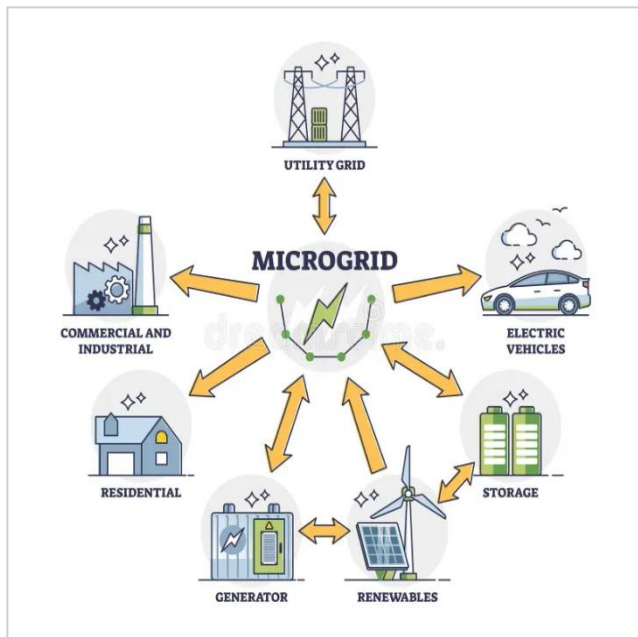 UTILITY GRID
MICROGRID
COMMERCIAL AND
INDUSTRIAL
ELECTRIC
VEHICLES
RESIDENTIAL
STORAGE
GENERATOR
RENEWABLES